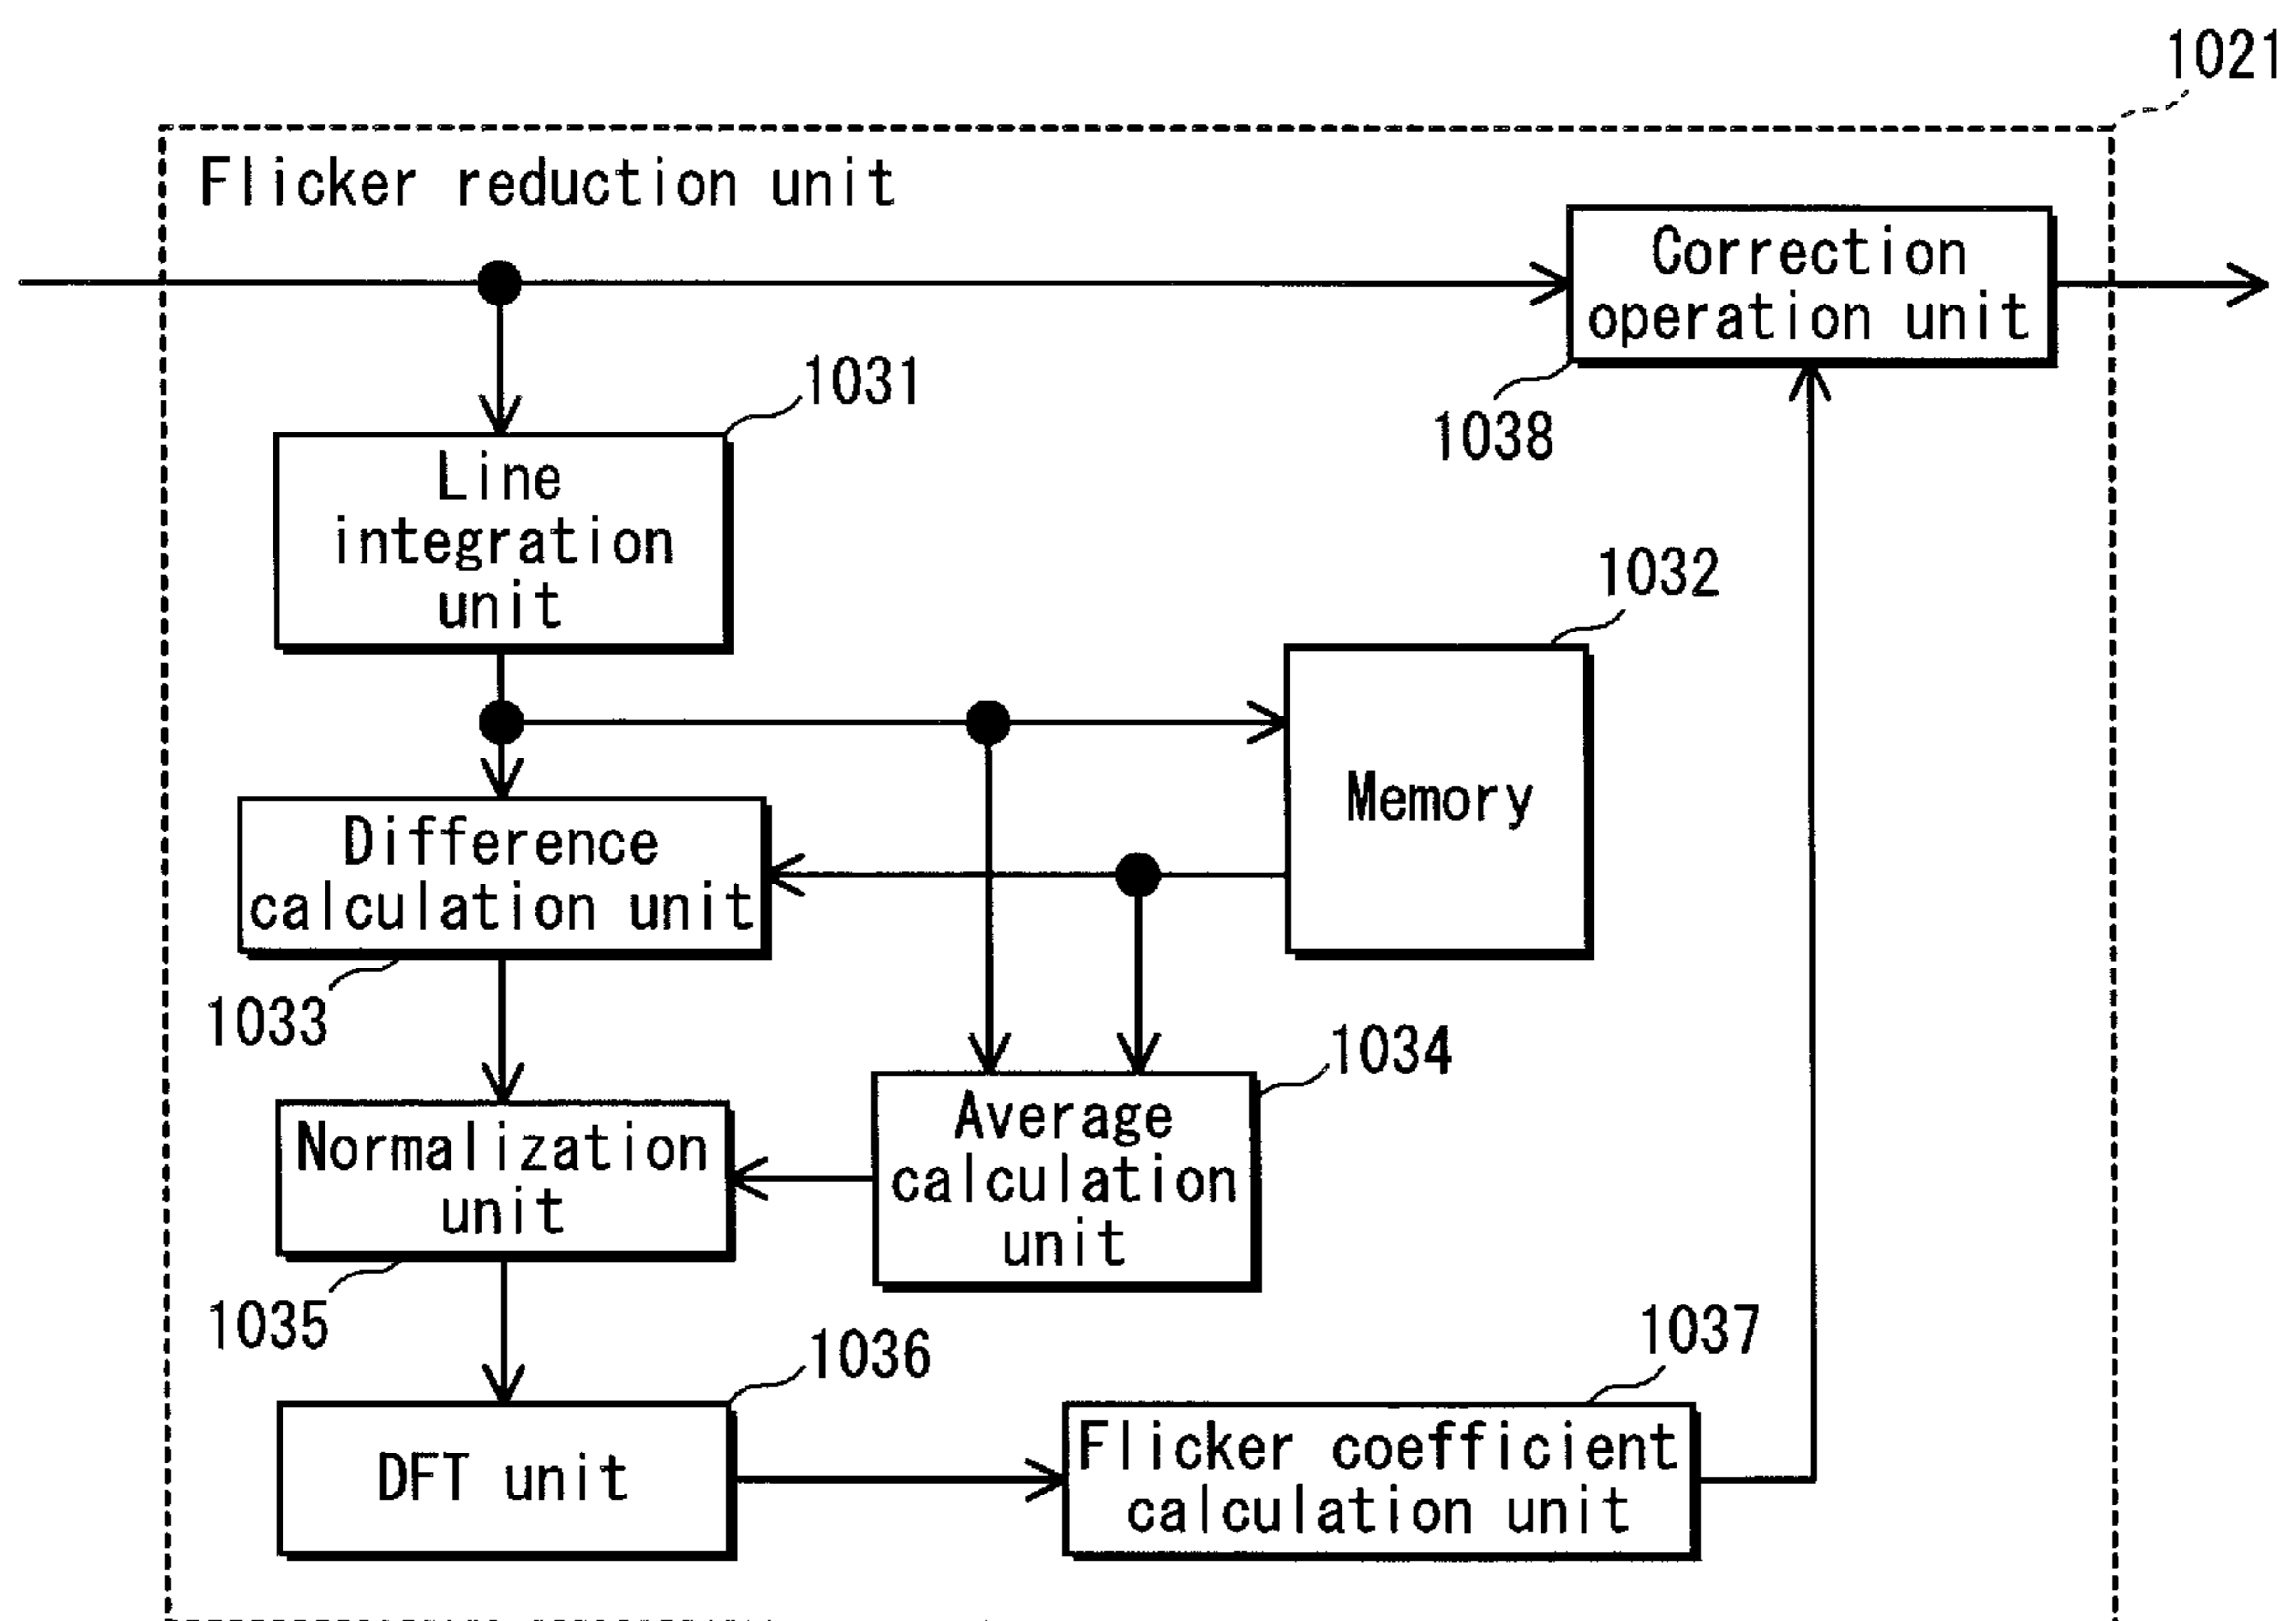 1021
Flicker reduction unit
Correction
operation unit
1038
1031
Line
integration
unit
1032
Memory
Difference
calculation unit
1033
1034
Average
calculation
unit
Normalization
unit
1035
1036
DFT unit
1037
Flicker coefficient
calculation unit